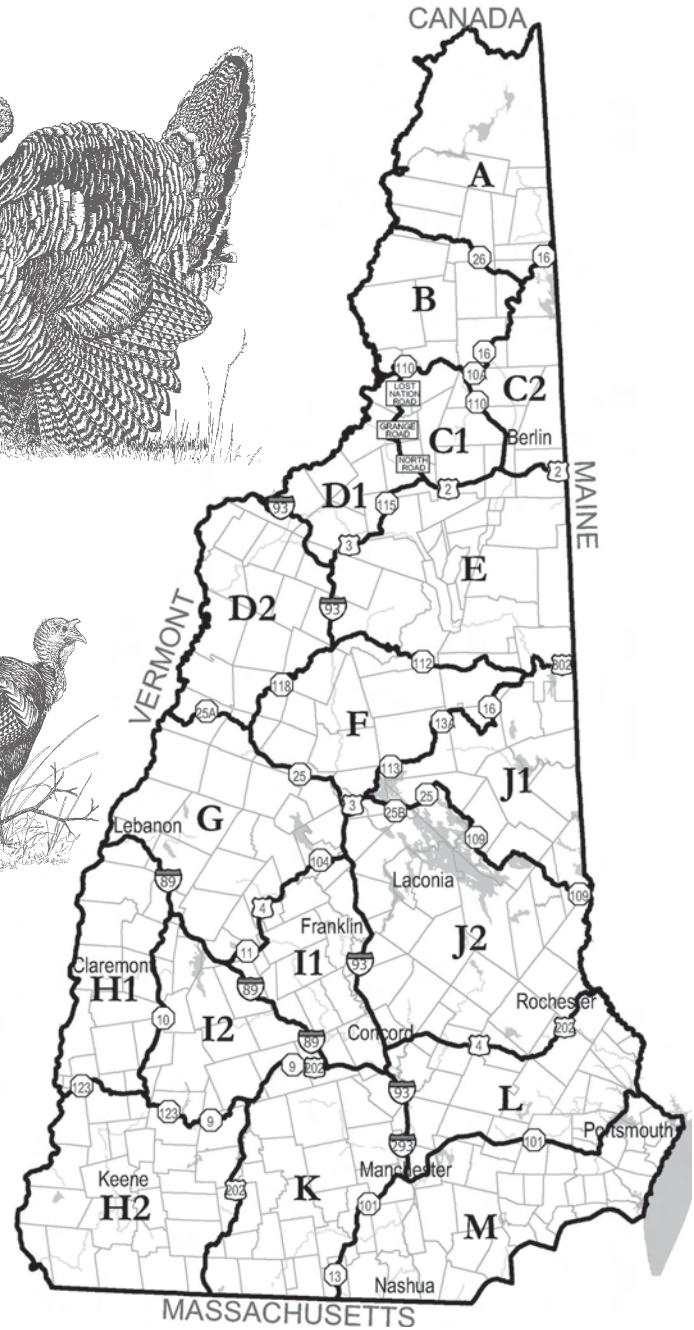 CANADA
A
26
16
B
16
110
10A
LOST
NATION
ROAD
C2
110
GRANGE
ROAD
C1
Berlin
NORTH
ROAD
2
2
MAINE
93
D1
115
3
E
D2
93
VERMONT
112
302
118
25A
F
16
13A
113
25
J1
3
25
25B
G
109
Lebanon
104
89
Laconia
109
4
Franklin
11
J2
I1
93
Claremont
H1
89
Rochester
10
I2
202
Concord
89
4
9
202
123
93
L
123
9
Portsmouth
293
101
Keene
Manchester
202
K
H2
101
M
13
Nashua
MASSACHUSETTS